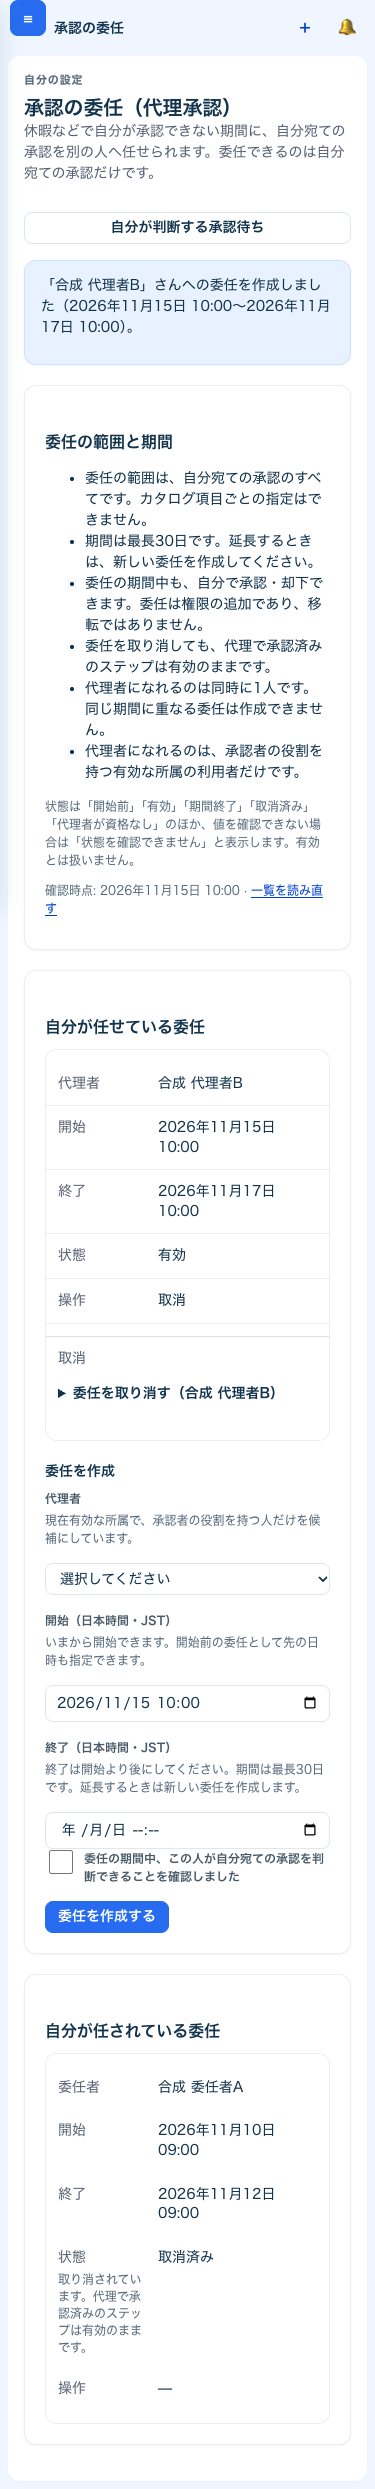 ≡ 承認の委任 + 🔔
自分の設定
承認の委任（代理承認）
休暇などで自分が承認できない期間に、自分宛ての
承認を別の人へ任せられます。委任できるのは自分
宛ての承認だけです。
自分が判断する承認待ち
「合成 代理者B」さんへの委任を作成しまし
た（2026年11月15日 10:00〜2026年11月
17日 10:00）。
委任の範囲と期間
• 委任の範囲は、自分宛ての承認のすべ
てです。カタログ項目ごとの指定はで
きません。
• 期間は最長30日です。延長するとき
は、新しい委任を作成してください。
• 委任の期間中も、自分で承認・却下で
きます。委任は権限の追加であり、移
転ではありません。
• 委任を取り消しても、代理で承認済み
のステップは有効のままです。
• 代理者になれるのは同時に1人です。
同じ期間に重なる委任は作成できませ
ん。
• 代理者になれるのは、承認者の役割を
持つ有効な所属の利用者だけです。
状態は「開始前」「有効」「期間終了」「取消済み」
「代理者が資格なし」のほか、値を確認できない場
合は「状態を確認できません」と表示します。有効
とは扱いません。
確認時点: 2026年11月15日 10:00 · 一覧を読み直
す
自分が任せている委任
代理者 合成 代理者B
開始 2026年11月15日
10:00
終了 2026年11月17日
10:00
状態 有効
操作 取消
取消
▶ 委任を取り消す（合成 代理者B）
委任を作成
代理者
現在有効な所属で、承認者の役割を持つ人だけを候
補にしています。
選択してください
開始（日本時間・JST）
いまから開始できます。開始前の委任として先の日
時も指定できます。
2026/11/15 10:00
終了（日本時間・JST）
終了は開始より後にしてください。期間は最長30日
です。延長するときは新しい委任を作成します。
年 /月/日 --:--
委任の期間中、この人が自分宛ての承認を判
断できることを確認しました
委任を作成する
自分が任されている委任
委任者 合成 委任者A
開始 2026年11月10日
09:00
終了 2026年11月12日
09:00
状態 取消済み
取り消されてい
ます。代理で承
認済みのステッ
プは有効のまま
です。
操作 —